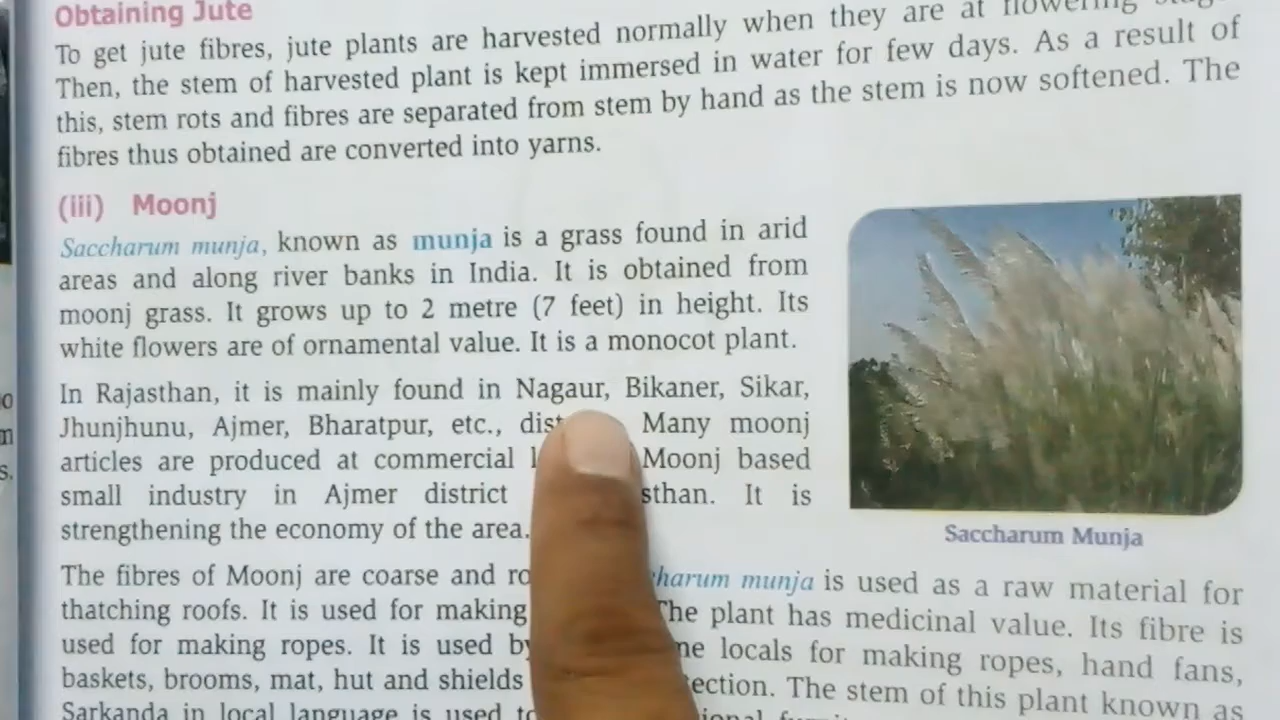 Obtaining Jute
To get jute fibres, jute plants are harvested normally when they are at flowering
Then, the stem of harvested plant is kept immersed in water for few days. As a result of
this, stem rots and fibres are separated from stem by hand as the stem is now softened. The
fibres thus obtained are converted into yarns.
(iii) Moonj
Saccharum munja, known as munja is a grass found in arid
areas and along river banks in India. It is obtained from
moonj grass. It grows up to 2 metre (7 feet) in height. Its
white flowers are of ornamental value. It is a monocot plant.
In Rajasthan, it is mainly found in Nagaur, Bikaner, Sikar,
Jhunjhunu, Ajmer, Bharatpur, etc., Many moonj
articles are produced at commercial Moonj based
small industry in Ajmer district It is
strengthening the economy of the area.
Saccharum Munja
The fibres of Moonj are coarse and munja is used as a raw material for
thatching roofs. It is used for making The plant has medicinal value. Its fibre is
used for making ropes. It is used locals for making ropes, hand fans,
baskets, brooms, mat, hut and shields The stem of this plant known as
Sarkanda in local language is used